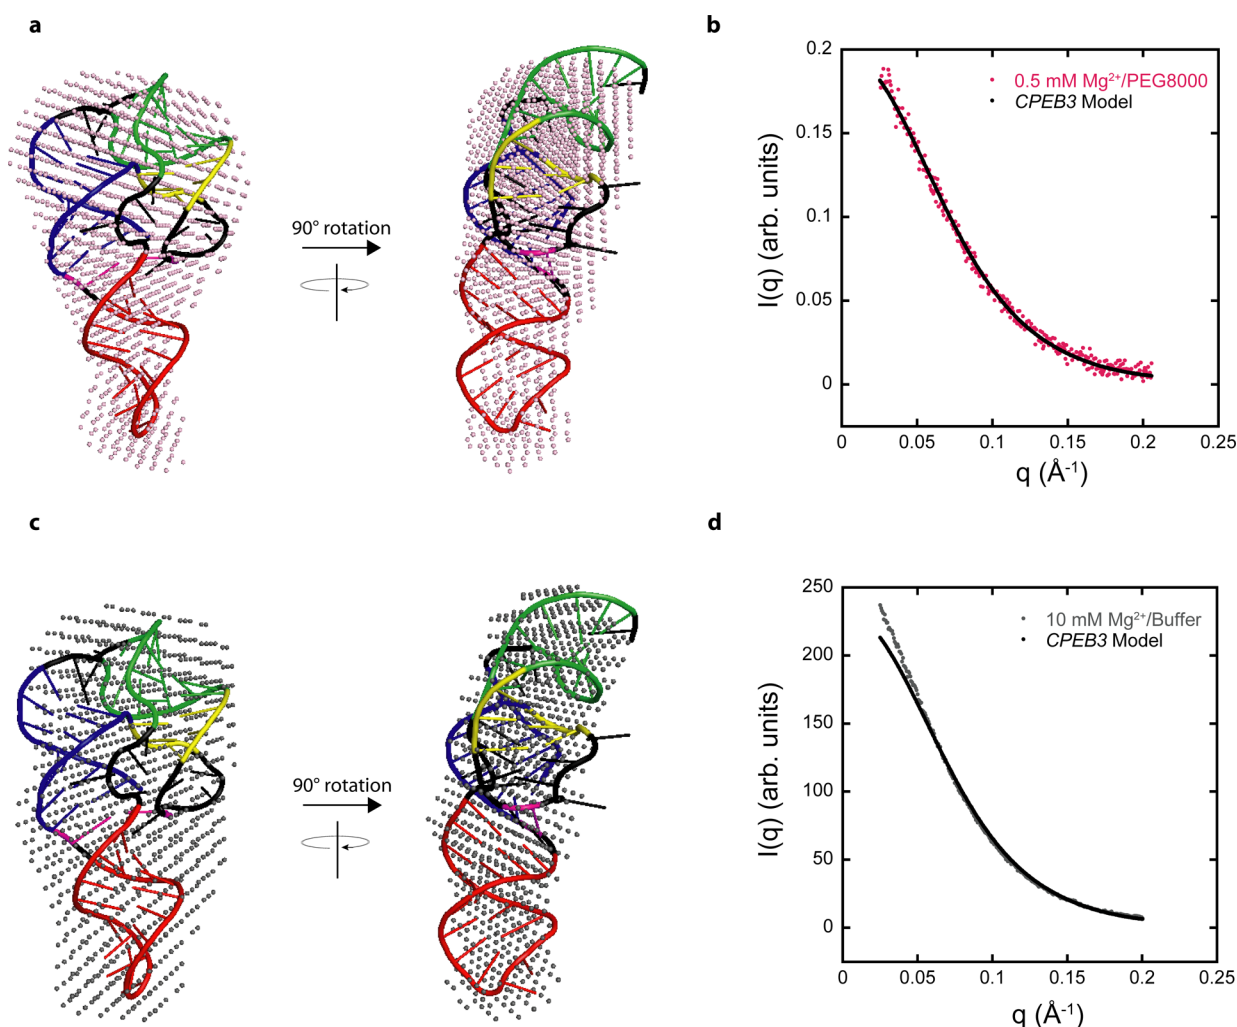 a
90° rotation
b
0.2
0.15
0.1
0.05
0
I(q) (arb. units)
0.5 mM Mg²⁺/PEG8000
CPEB3 Model
0
0.05
0.1
0.15
0.2
0.25
q (Å⁻¹)
c
90° rotation
d
250
200
150
100
50
0
I(q) (arb. units)
10 mM Mg²⁺/Buffer
CPEB3 Model
0
0.05
0.1
0.15
0.2
0.25
q (Å⁻¹)